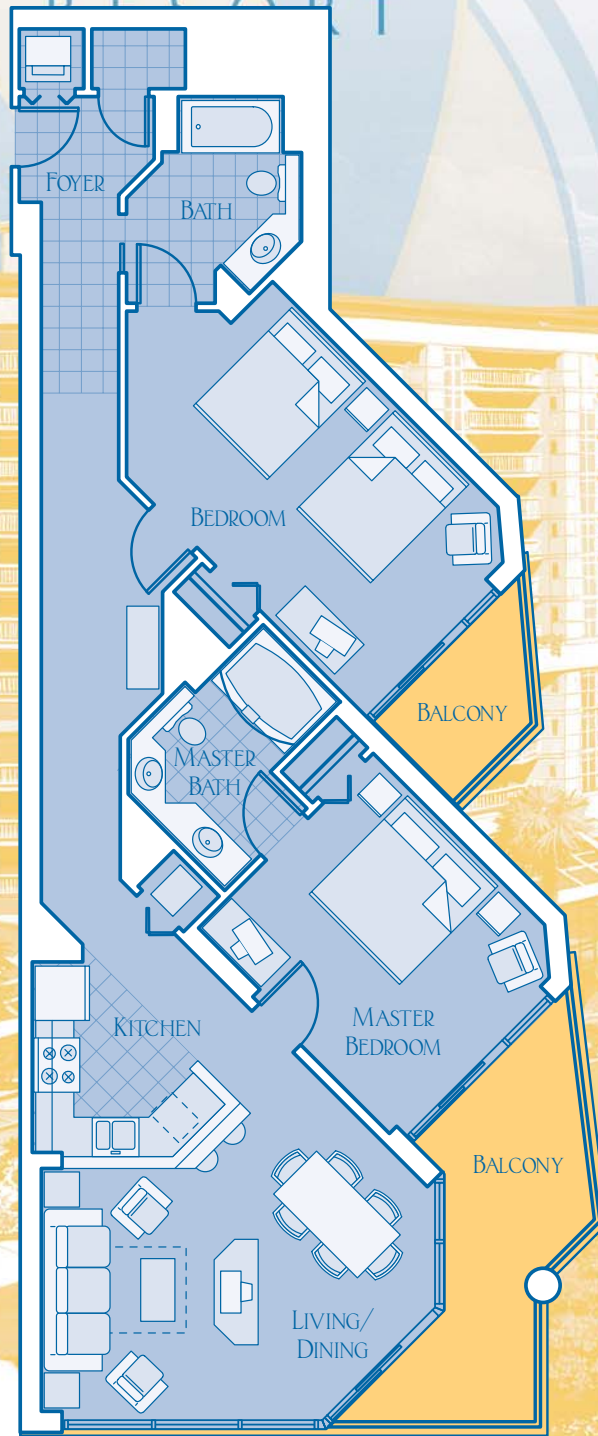 FOYER
BATH
BEDROOM
BALCONY
MASTER
BATH
KITCHEN
MASTER
BEDROOM
BALCONY
LIVING/
DINING